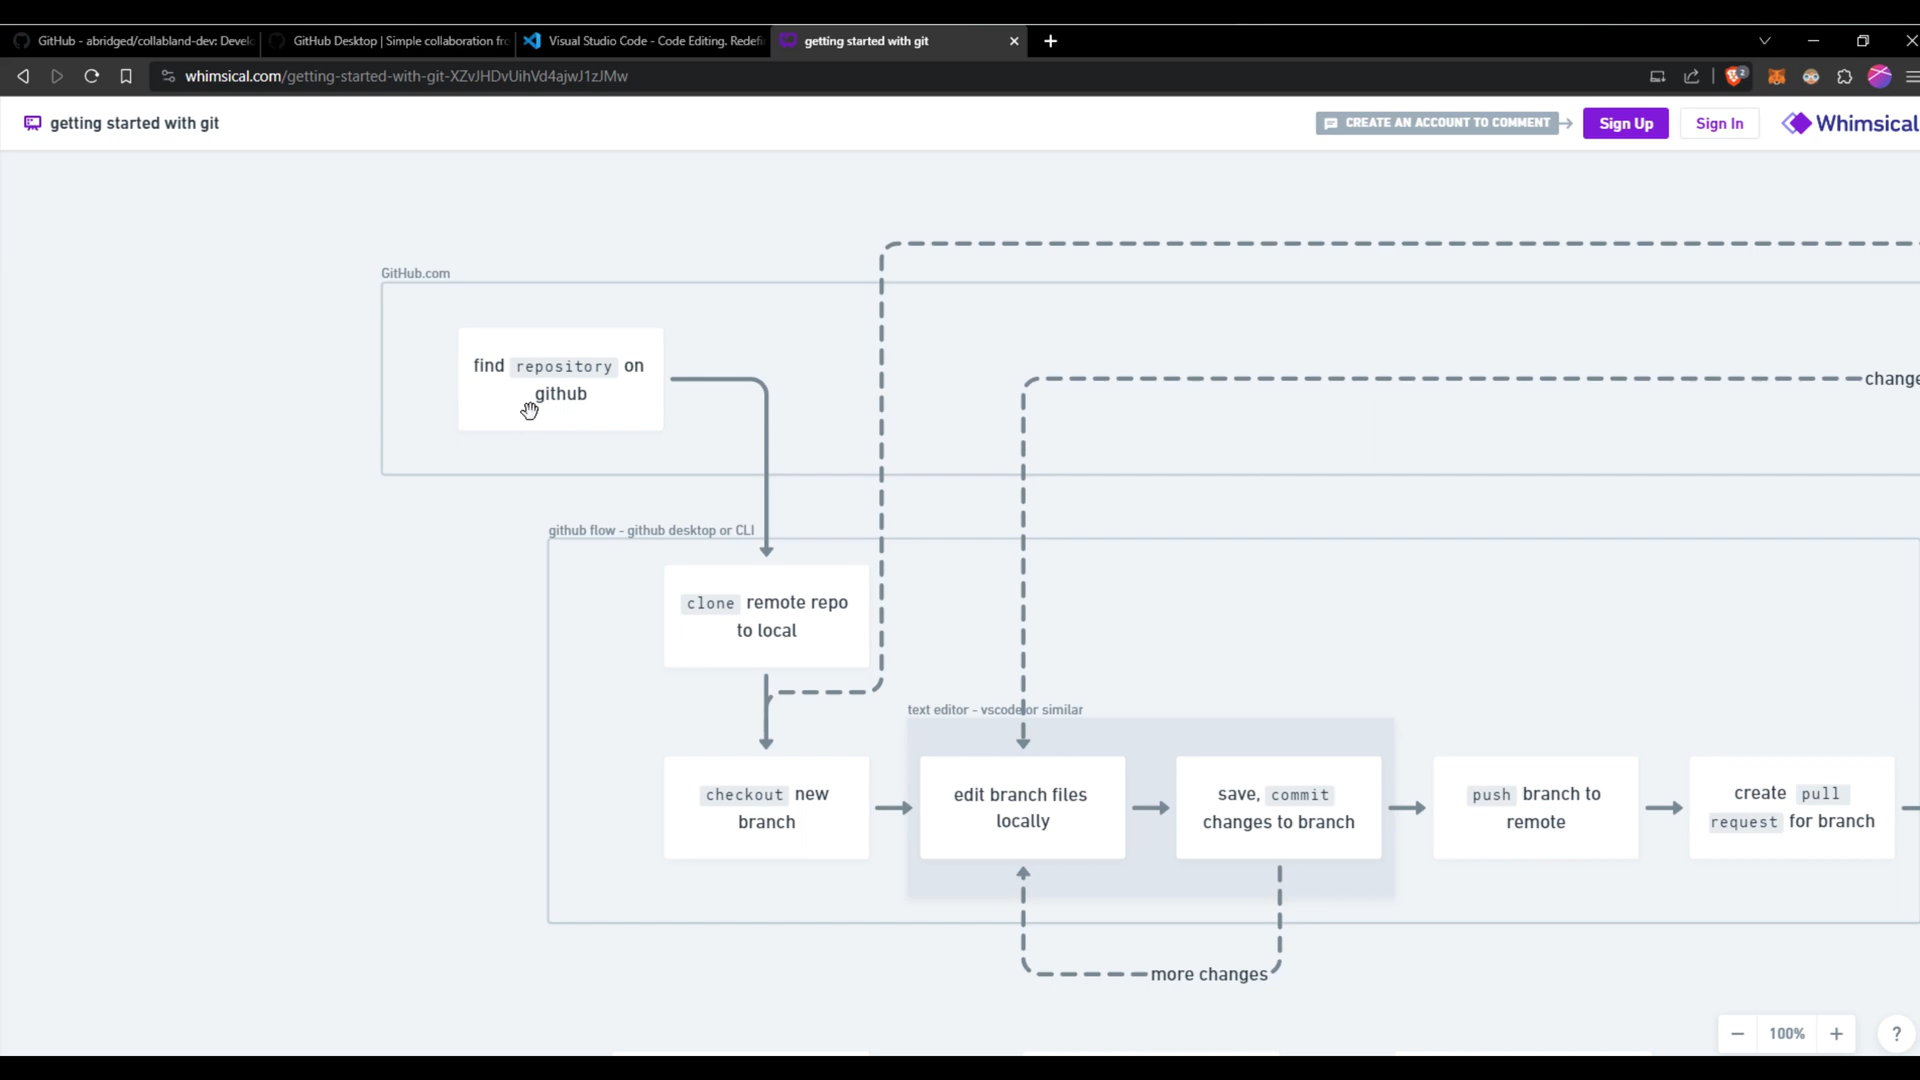 GitHub - abridged/collabland-dev: Devel
GitHub Desktop | Simple collaboration fro
Visual Studio Code - Code Editing. Redefi
getting started with git
whimsical.com/getting-started-with-git-XZvJHDvUihVd4ajwJ1zJMw
2
getting started with git
CREATE AN ACCOUNT TO COMMENT
Sign Up
Sign In
Whimsical
GitHub.com
find repository on
github
change
github flow - github desktop or CLI
clone remote repo
to local
text editor - vscode or similar
checkout new
branch
edit branch files
locally
save, commit
changes to branch
push branch to
remote
create pull
request for branch
more changes
100%
?